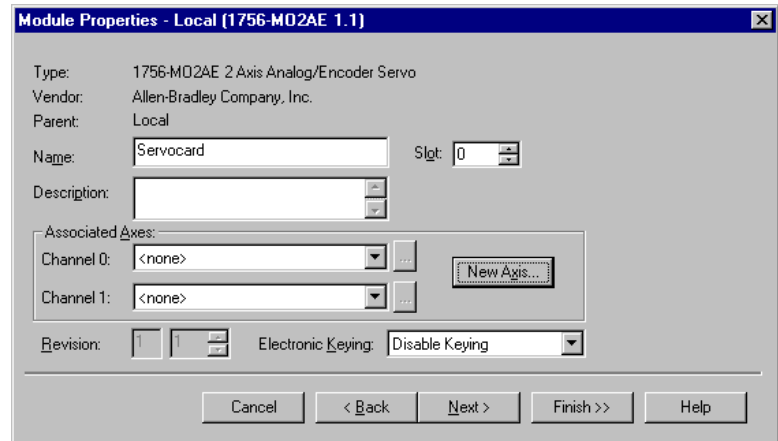 Module Properties - Local (1756-M02AE 1.1)
Type: 1756-M02AE 2 Axis Analog/Encoder Servo
Vendor: Allen-Bradley Company, Inc.
Parent: Local
Name: Servocard Slot: 0
Description:
Associated Axes:
Channel 0: <none> ...
New Axis...
Channel 1: <none> ...
Revision: 1 1 Electronic Keying: Disable Keying
Cancel < Back Next > Finish >> Help